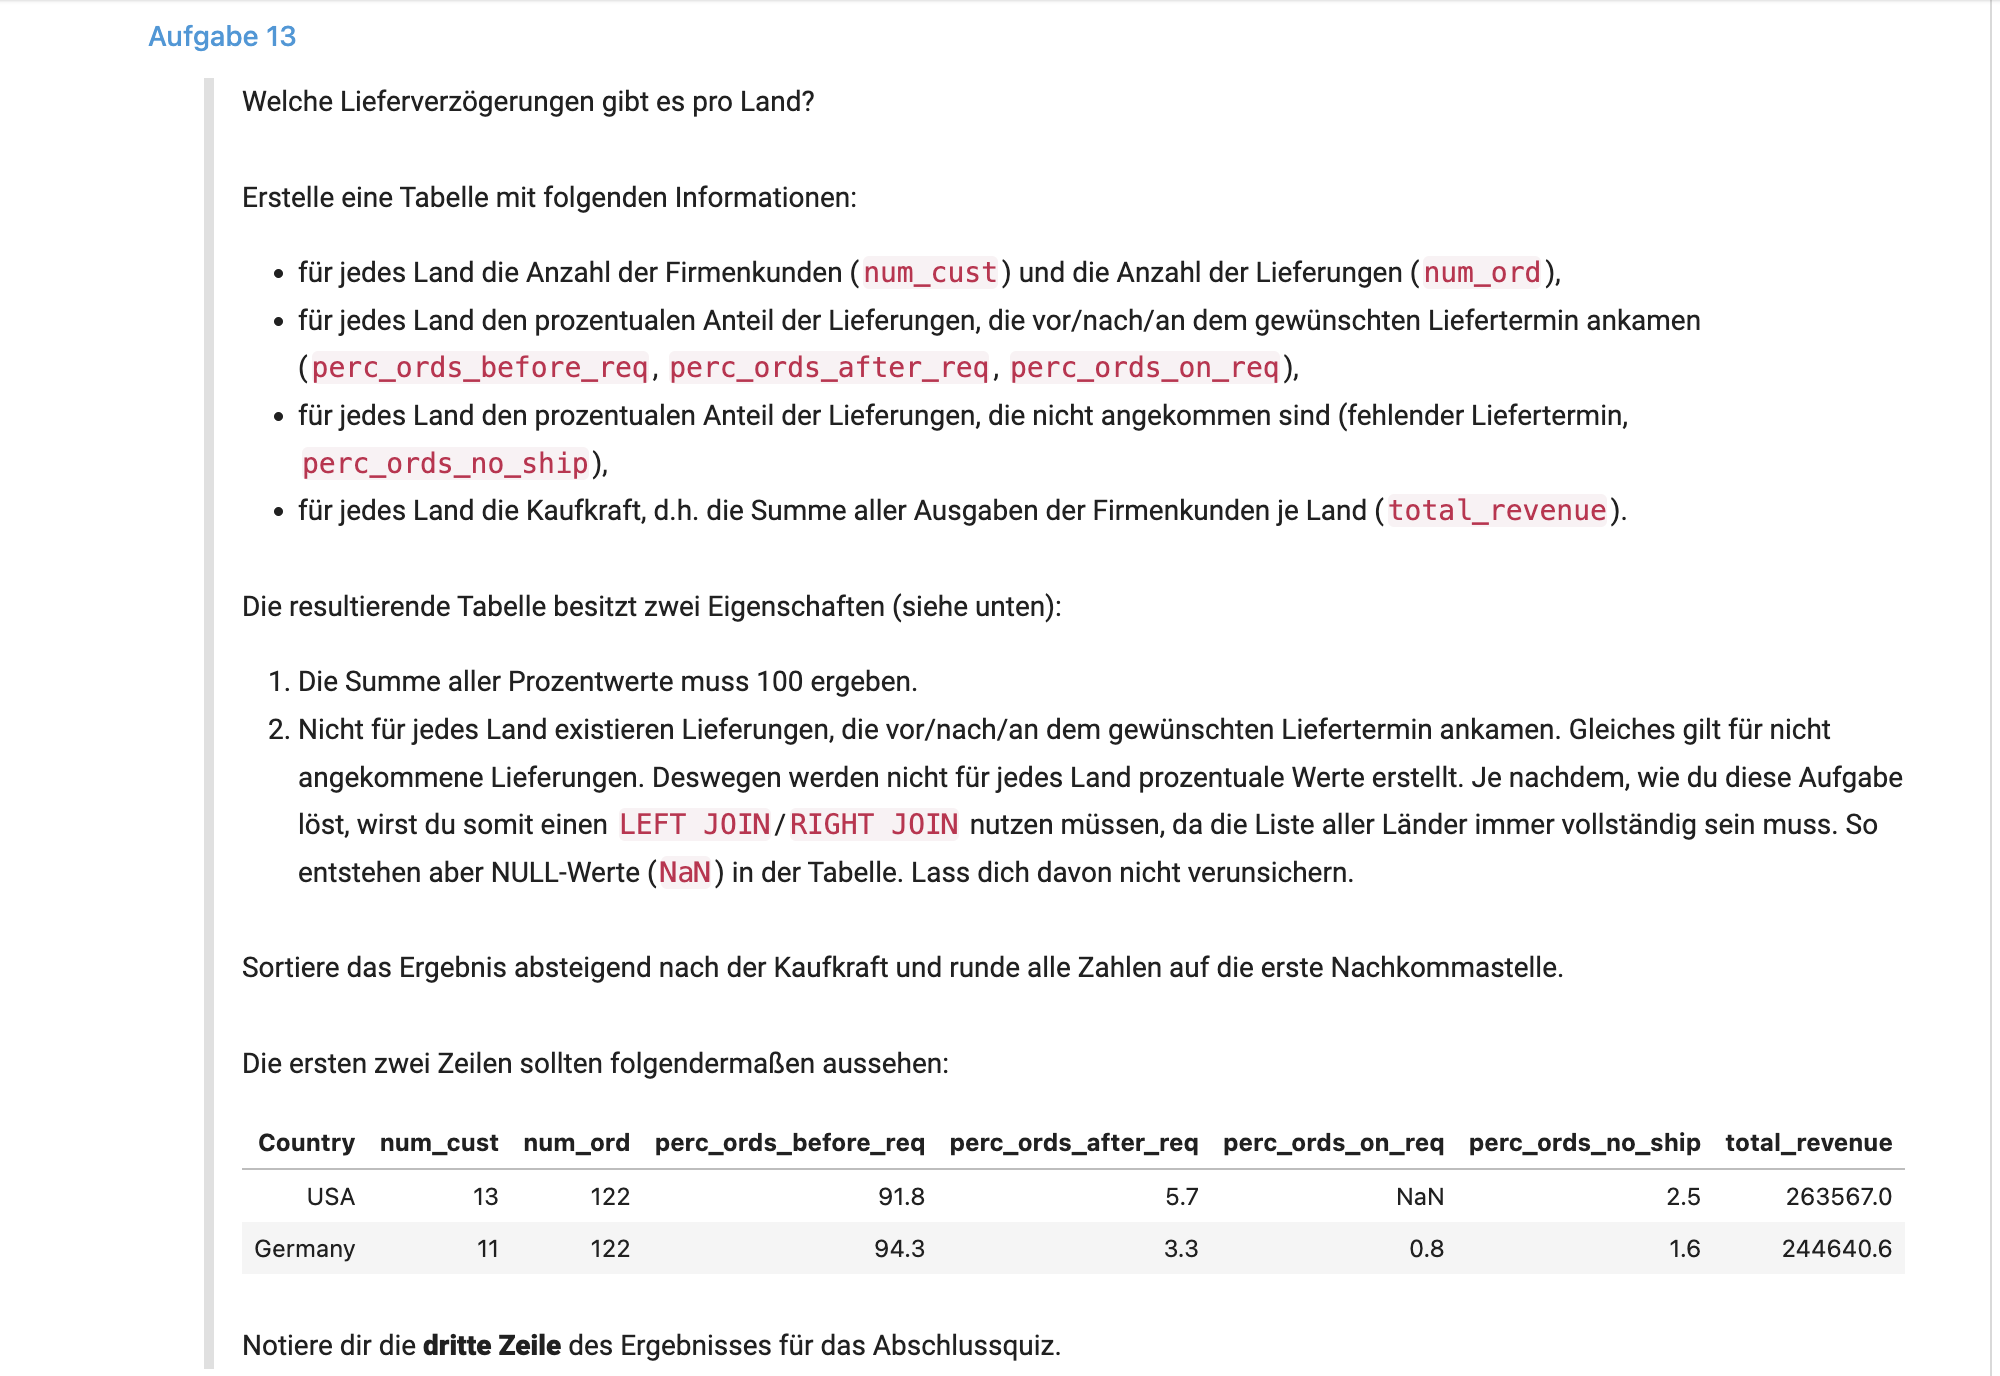 Aufgabe 13
Welche Lieferverzögerungen gibt es pro Land?
Erstelle eine Tabelle mit folgenden Informationen:
• für jedes Land die Anzahl der Firmenkunden (num_cust) und die Anzahl der Lieferungen (num_ord),
• für jedes Land den prozentualen Anteil der Lieferungen, die vor/nach/an dem gewünschten Liefertermin ankamen
(perc_ords_before_req, perc_ords_after_req, perc_ords_on_req),
• für jedes Land den prozentualen Anteil der Lieferungen, die nicht angekommen sind (fehlender Liefertermin,
perc_ords_no_ship),
• für jedes Land die Kaufkraft, d.h. die Summe aller Ausgaben der Firmenkunden je Land (total_revenue).
Die resultierende Tabelle besitzt zwei Eigenschaften (siehe unten):
1. Die Summe aller Prozentwerte muss 100 ergeben.
2. Nicht für jedes Land existieren Lieferungen, die vor/nach/an dem gewünschten Liefertermin ankamen. Gleiches gilt für nicht
angekommene Lieferungen. Deswegen werden nicht für jedes Land prozentuale Werte erstellt. Je nachdem, wie du diese Aufgabe
löst, wirst du somit einen LEFT JOIN/RIGHT JOIN nutzen müssen, da die Liste aller Länder immer vollständig sein muss. So
entstehen aber NULL-Werte (NaN) in der Tabelle. Lass dich davon nicht verunsichern.
Sortiere das Ergebnis absteigend nach der Kaufkraft und runde alle Zahlen auf die erste Nachkommastelle.
Die ersten zwei Zeilen sollten folgendermaßen aussehen:
Country num_cust num_ord perc_ords_before_req perc_ords_after_req perc_ords_on_req perc_ords_no_ship total_revenue
USA 13 122 91.8 5.7 NaN 2.5 263567.0
Germany 11 122 94.3 3.3 0.8 1.6 244640.6
Notiere dir die dritte Zeile des Ergebnisses für das Abschlussquiz.